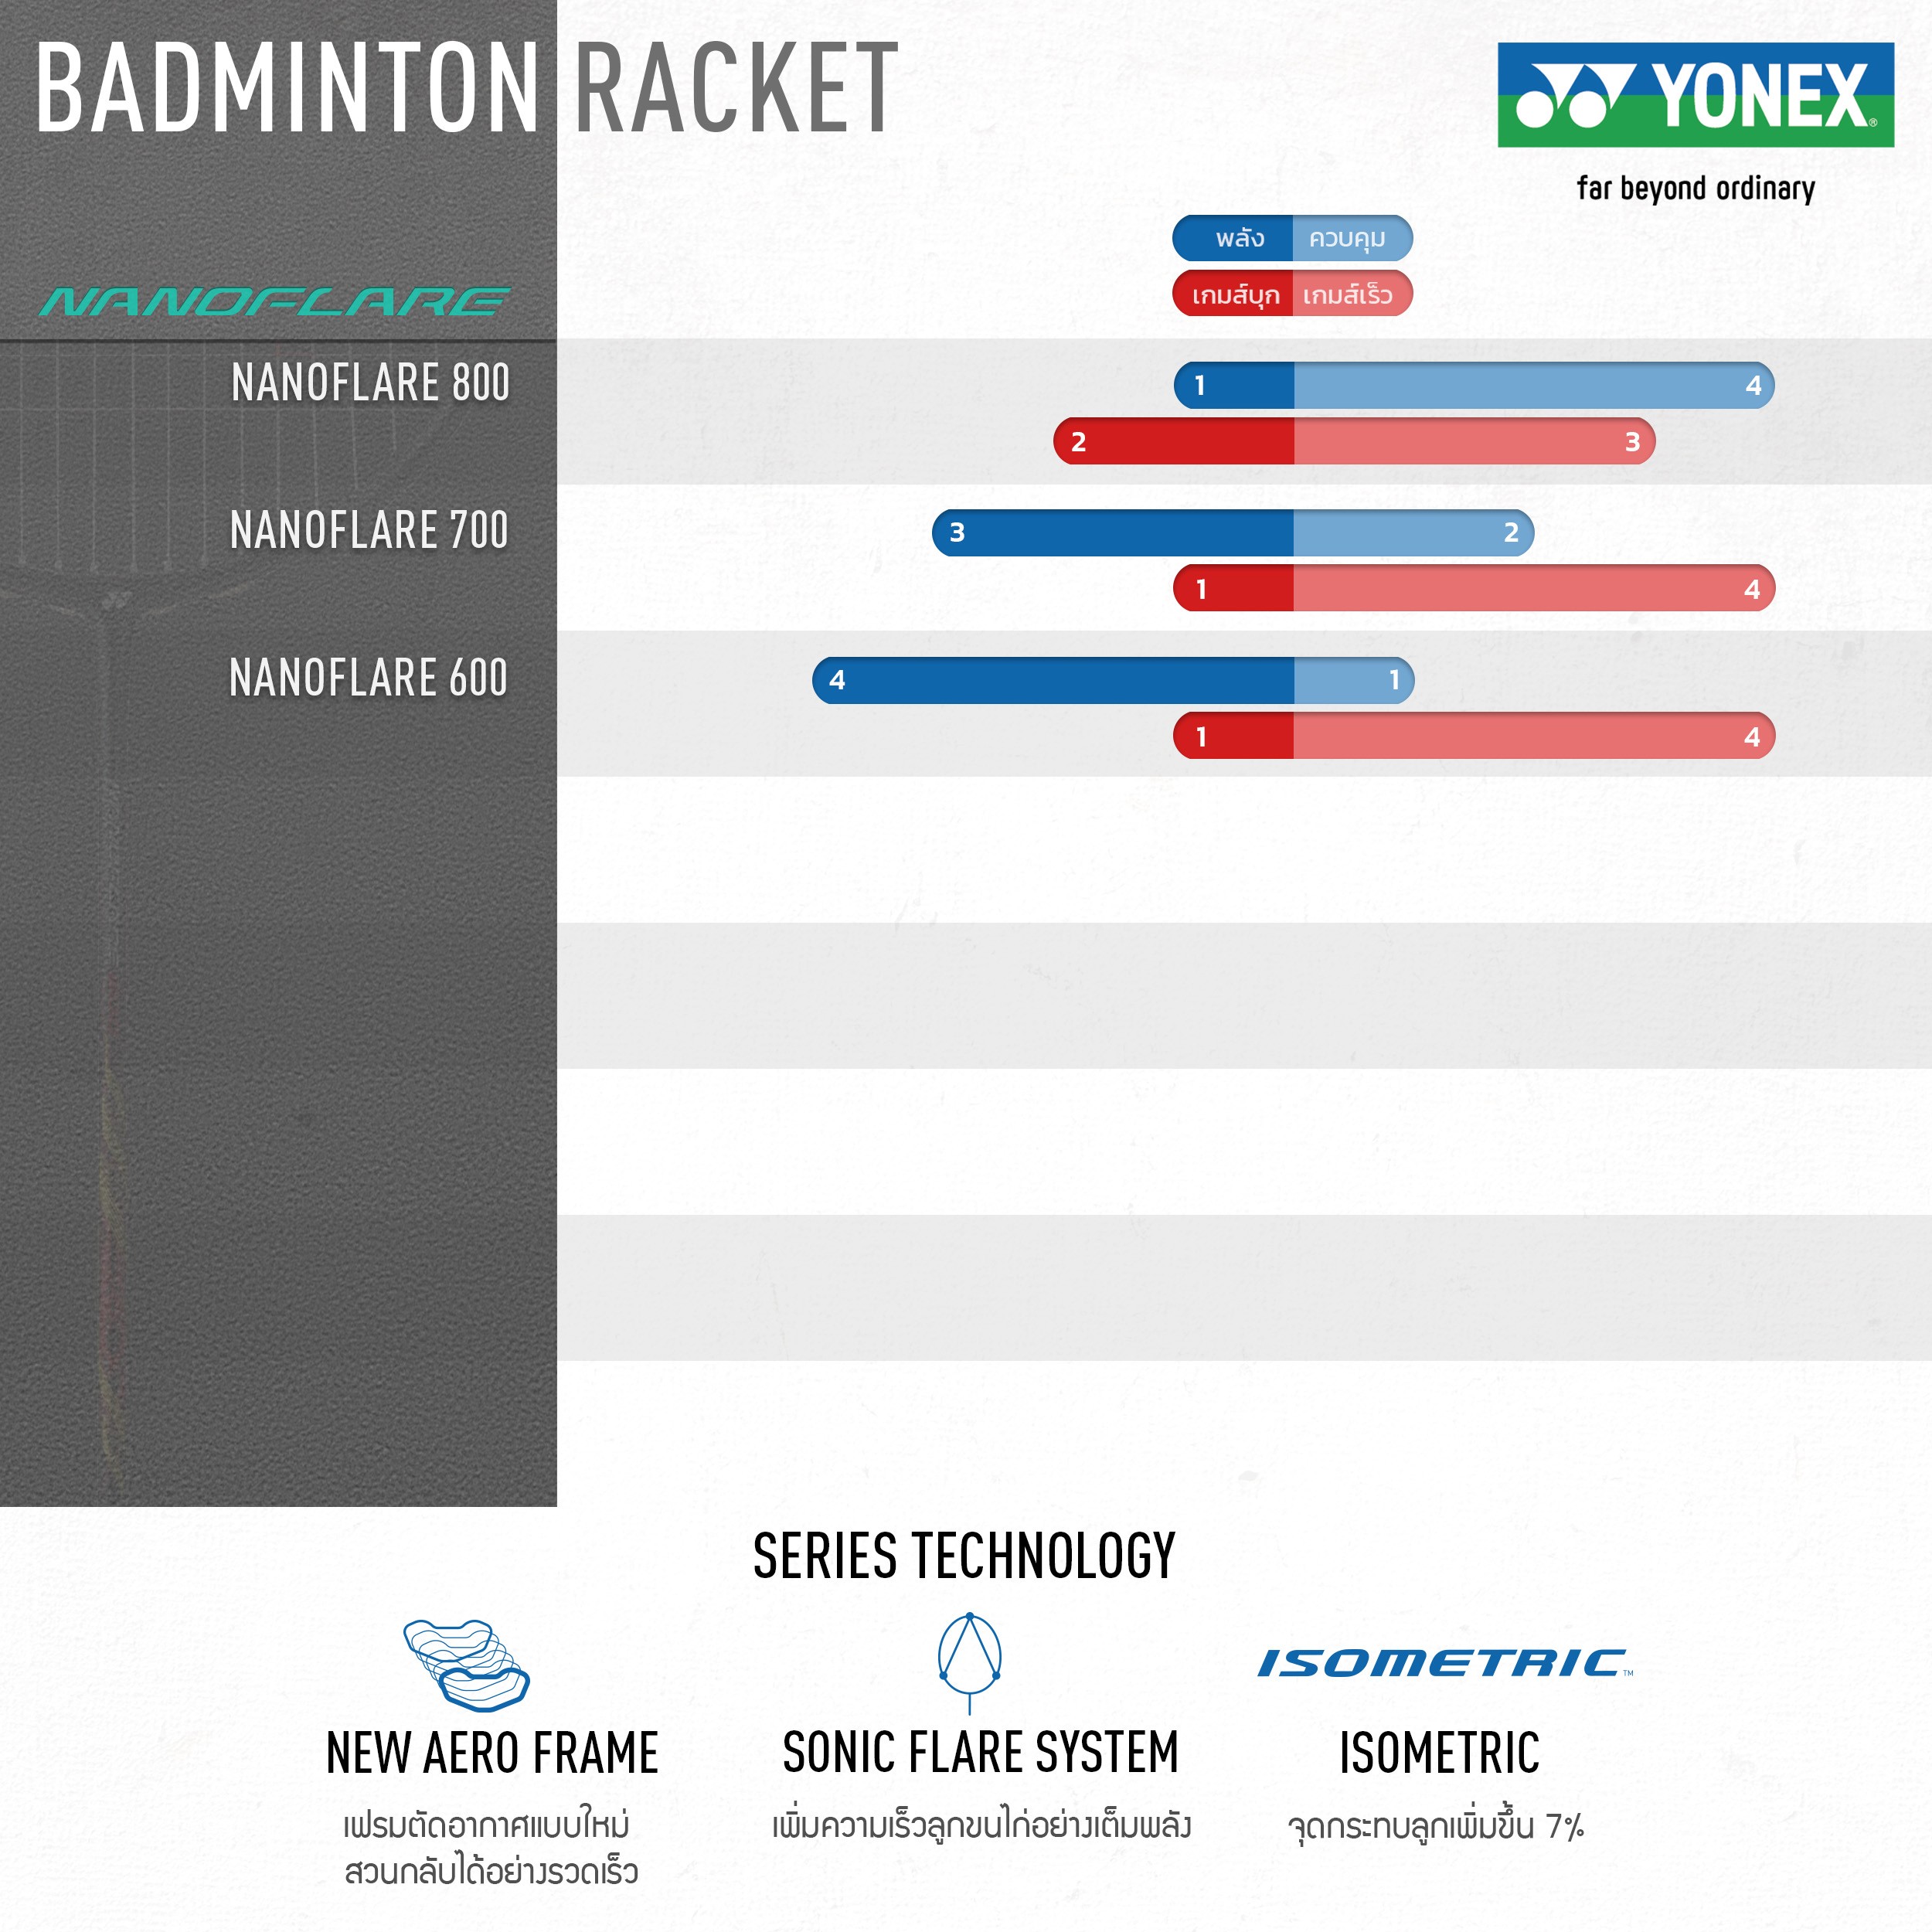 BADMINTON RACKET
YONEX®
far beyond ordinary
พลัง ควบคุม
เกมส์บุก เกมส์เร็ว
NANOFLARE
NANOFLARE 800
1 4
2 3
NANOFLARE 700
3 2
1 4
NANOFLARE 600
4 1
1 4
SERIES TECHNOLOGY
ISOMETRIC™
NEW AERO FRAME
SONIC FLARE SYSTEM
ISOMETRIC
เฟรมตัดอากาศแบบใหม่
สวนกลับได้อย่างรวดเร็ว
เพิ่มความเร็วลูกขนไก่อย่างเต็มพลัง
จุดกระทบลูกเพิ่มขึ้น 7%